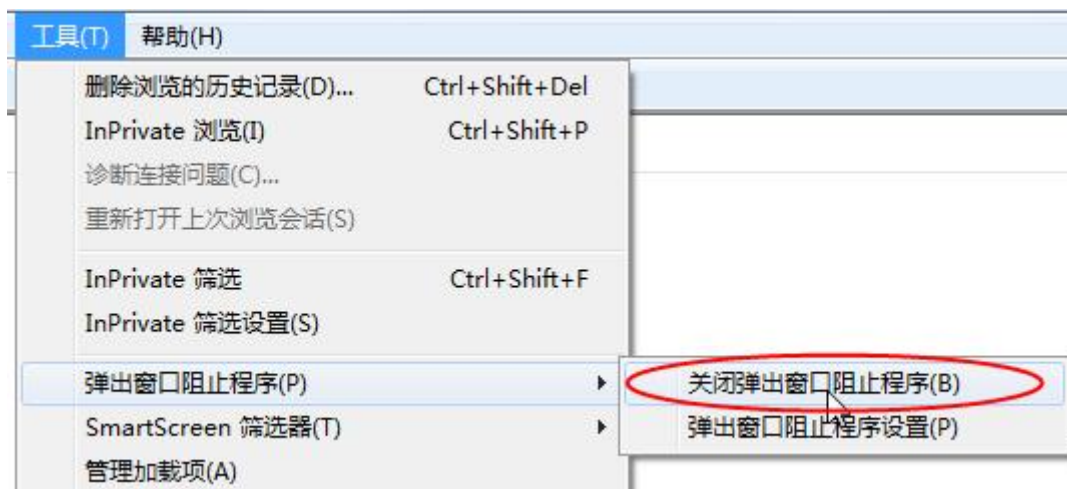 工具(T) 帮助(H)
删除浏览的历史记录(D)... Ctrl+Shift+Del
InPrivate 浏览(I) Ctrl+Shift+P
诊断连接问题(C)...
重新打开上次浏览会话(S)
InPrivate 筛选 Ctrl+Shift+F
InPrivate 筛选设置(S)
弹出窗口阻止程序(P) 关闭弹出窗口阻止程序(B)
SmartScreen 筛选器(T) 弹出窗口阻止程序设置(P)
管理加载项(A)